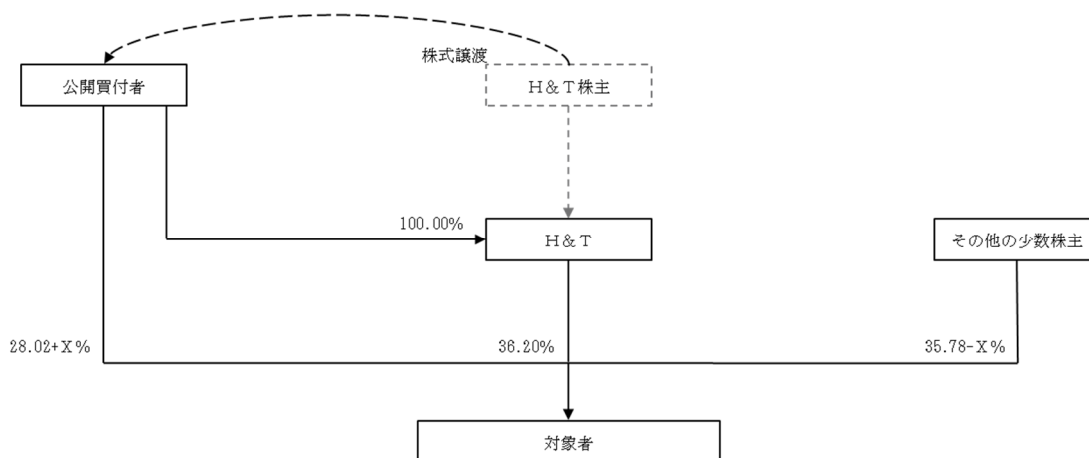 株式譲渡
公開買付者
H&T株主
100.00%
H&T
その他の少数株主
28.02+X%
36.20%
35.78-X%
対象者